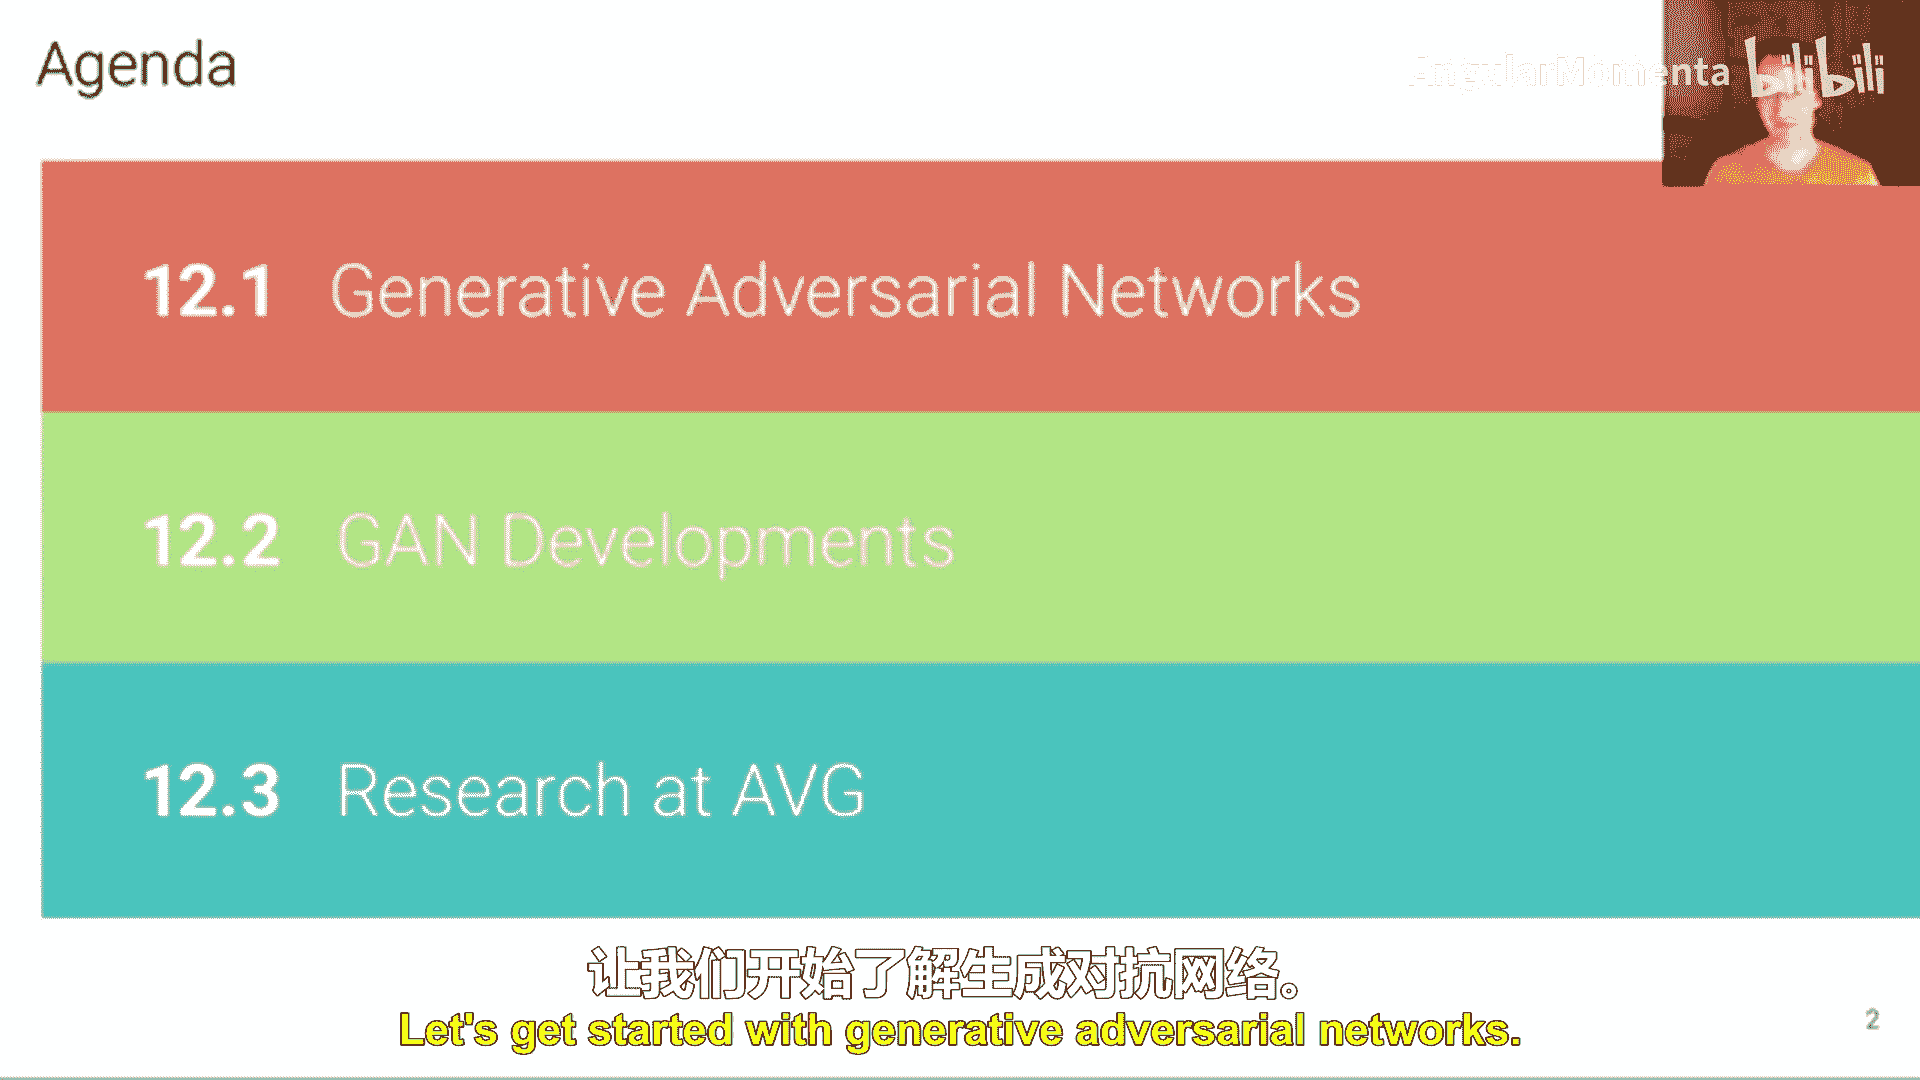 Agenda
AngularMomenta bilibili
12.1 Generative Adversarial Networks
12.2 GAN Developments
12.3 Research at AVG
让我们开始了解生成对抗网络。
Let's get started with generative adversarial networks.
2